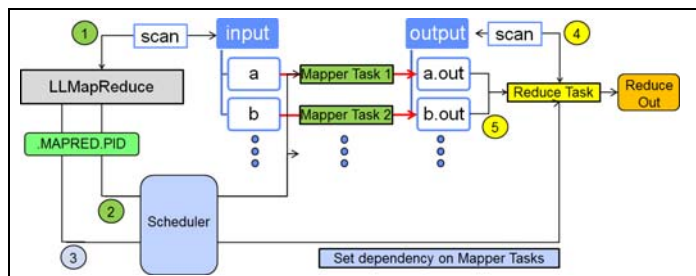 1
scan
input
output
scan
4
LLMapReduce
a
Mapper Task 1
a.out
Reduce Task
Reduce
Out
b
Mapper Task 2
b.out
5
.MAPRED.PID
2
Scheduler
3
Set dependency on Mapper Tasks